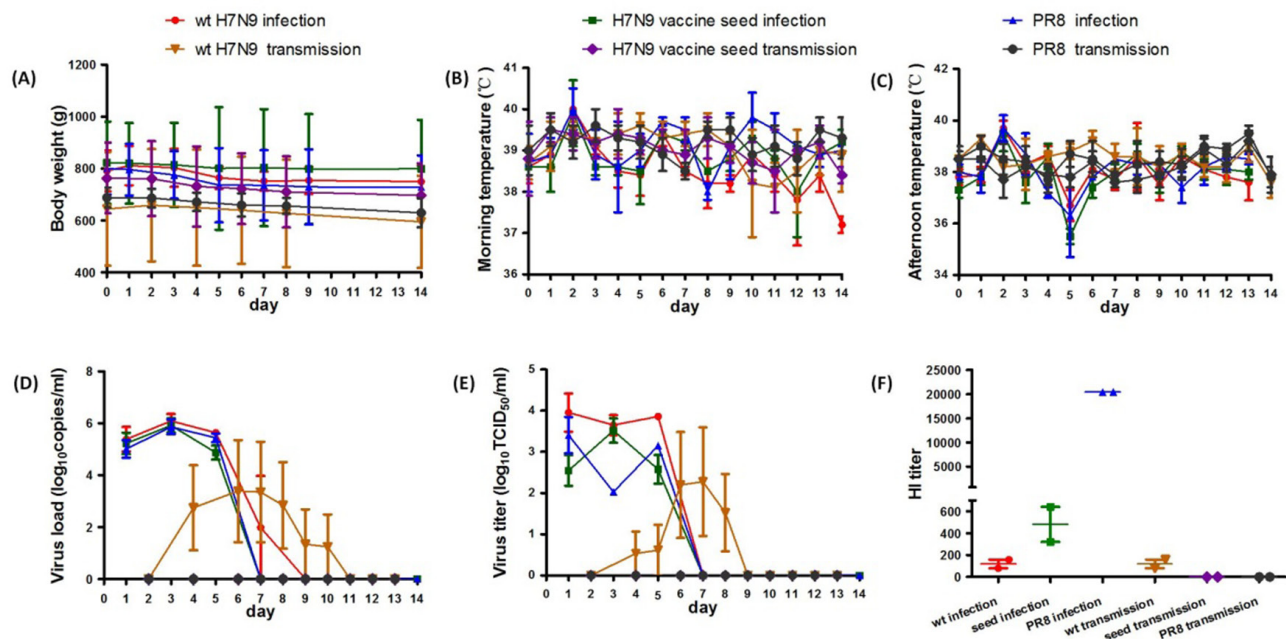 wt H7N9 infection
H7N9 vaccine seed infection
PR8 infection
wt H7N9 transmission
H7N9 vaccine seed transmission
PR8 transmission
(A)
Body weight (g)
1200
1000
800
600
400
0 1 2 3 4 5 6 7 8 9 10 11 12 13 14
day
(B)
Morning temperature (℃)
41
40
39
38
37
36
0 1 2 3 4 5 6 7 8 9 10 11 12 13 14
day
(C)
Afternoon temperature (℃)
42
40
38
36
34
0 1 2 3 4 5 6 7 8 9 10 11 12 13 14
day
(D)
Virus load (log10copies/ml)
8
6
4
2
0
1 2 3 4 5 6 7 8 9 10 11 12 13 14
day
(E)
Virus titer (log10TCID50/ml)
5
4
3
2
1
0
1 2 3 4 5 6 7 8 9 10 11 12 13 14
day
(F)
HI titer
25000
20000
15000
10000
5000
600
400
200
0
wt infection
seed infection
PR8 infection
wt transmission
seed transmission
PR8 transmission